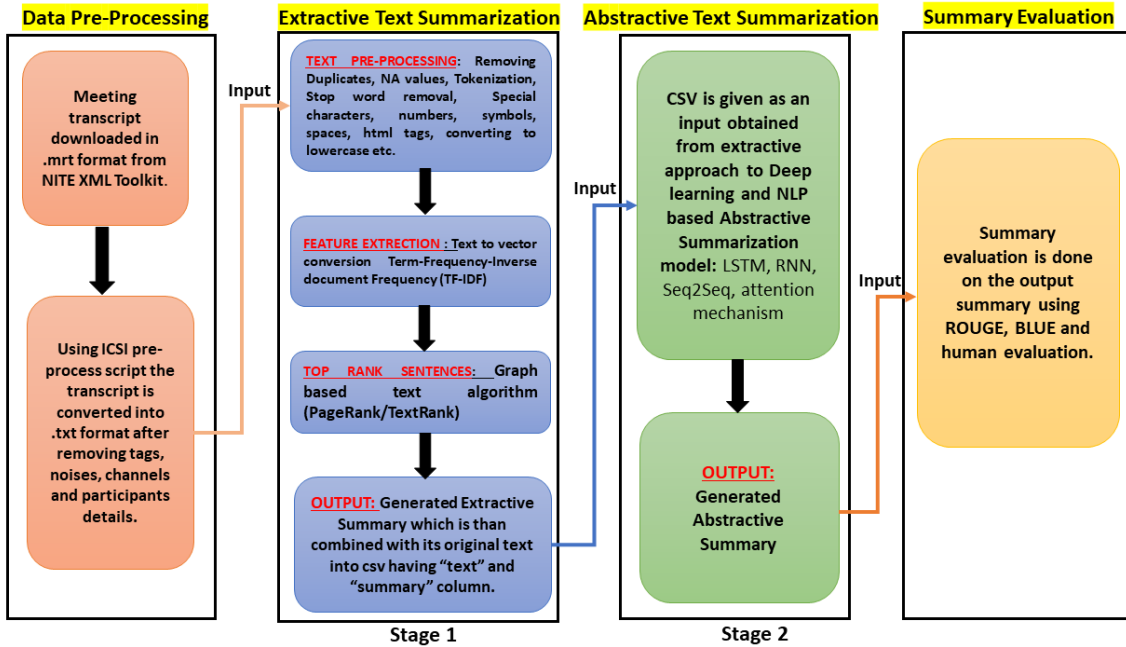 Data Pre-Processing
Meeting
transcript
downloaded in
.mrt format from
NITE XML Toolkit.
Using ICSI pre-
process script the
transcript is
converted into
.txt format after
removing tags,
noises, channels
and participants
details.
Input
Extractive Text Summarization
TEXT PRE-PROCESSING: Removing
Duplicates, NA values, Tokenization,
Stop word removal, Special
characters, numbers, symbols,
spaces, html tags, converting to
lowercase etc.
FEATURE EXTRECTION : Text to vector
conversion Term-Frequency-Inverse
document Frequency (TF-IDF)
TOP RANK SENTENCES: Graph
based text algorithm
(PageRank/TextRank)
OUTPUT: Generated Extractive
Summary which is than
combined with its original text
into csv having “text” and
“summary” column.
Stage 1
Input
Abstractive Text Summarization
CSV is given as an
input obtained
from extractive
approach to Deep
learning and NLP
based Abstractive
Summarization
model: LSTM, RNN,
Seq2Seq, attention
mechanism
OUTPUT:
Generated
Abstractive
Summary
Stage 2
Input
Summary Evaluation
Summary
evaluation is done
on the output
summary using
ROUGE, BLUE and
human evaluation.